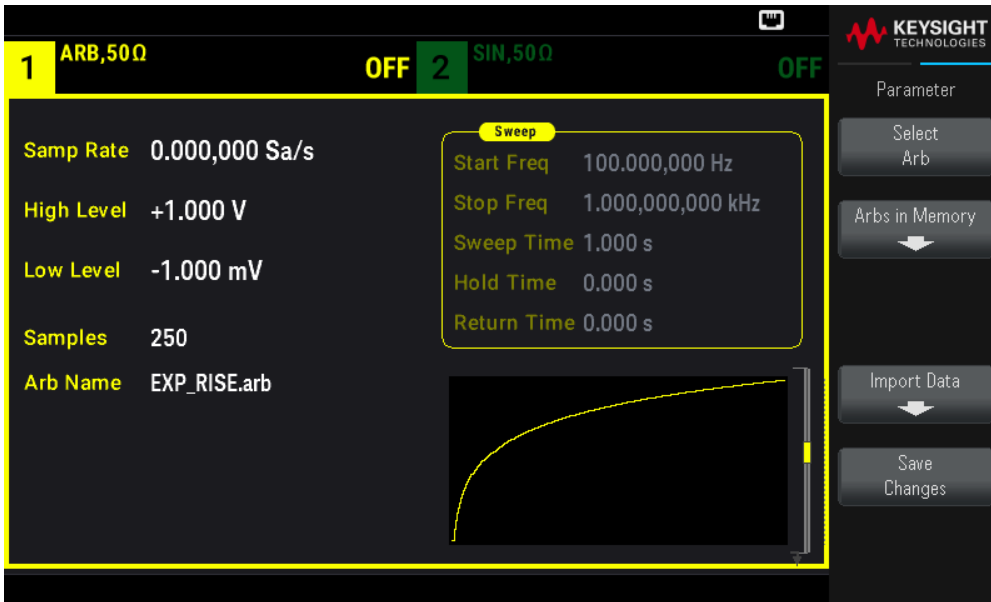 KEYSIGHT
TECHNOLOGIES
1 ARB,50Ω OFF 2 SIN,50Ω OFF
Parameter
Samp Rate 0.000,000 Sa/s
High Level +1.000 V
Low Level -1.000 mV
Samples 250
Arb Name EXP_RISE.arb
Sweep
Start Freq 100.000,000 Hz
Stop Freq 1.000,000,000 kHz
Sweep Time 1.000 s
Hold Time 0.000 s
Return Time 0.000 s
Select
Arb
Arbs in Memory
Import Data
Save
Changes